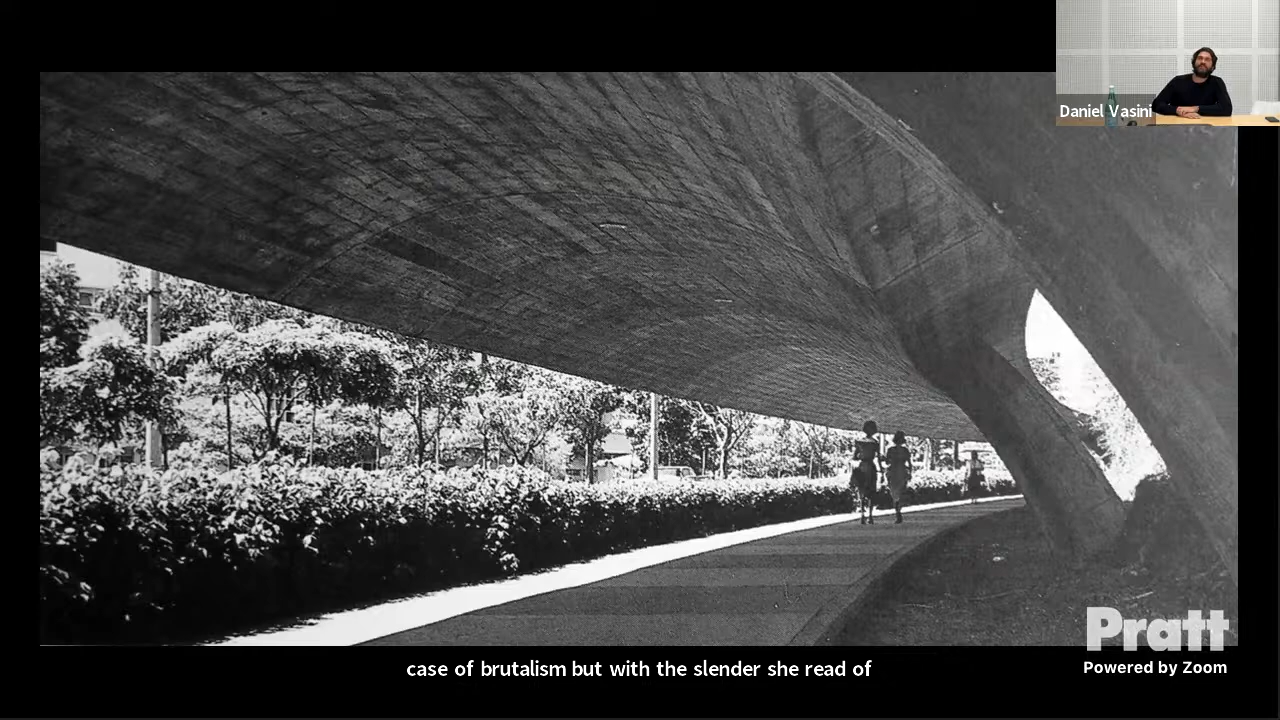 Daniel Vasini
Pratt
Powered by Zoom
case of brutalism but with the slender she read of